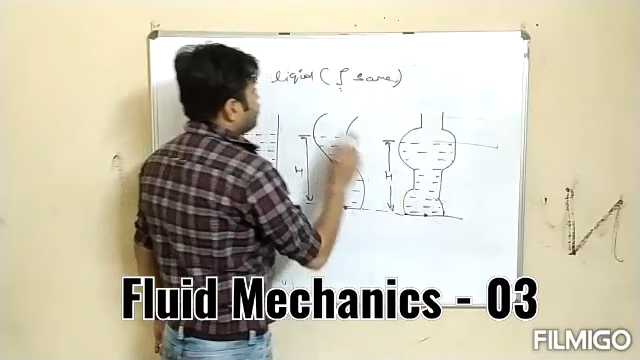 liquid (ρ same)
H
H
Fluid Mechanics - 03
FILMIGO